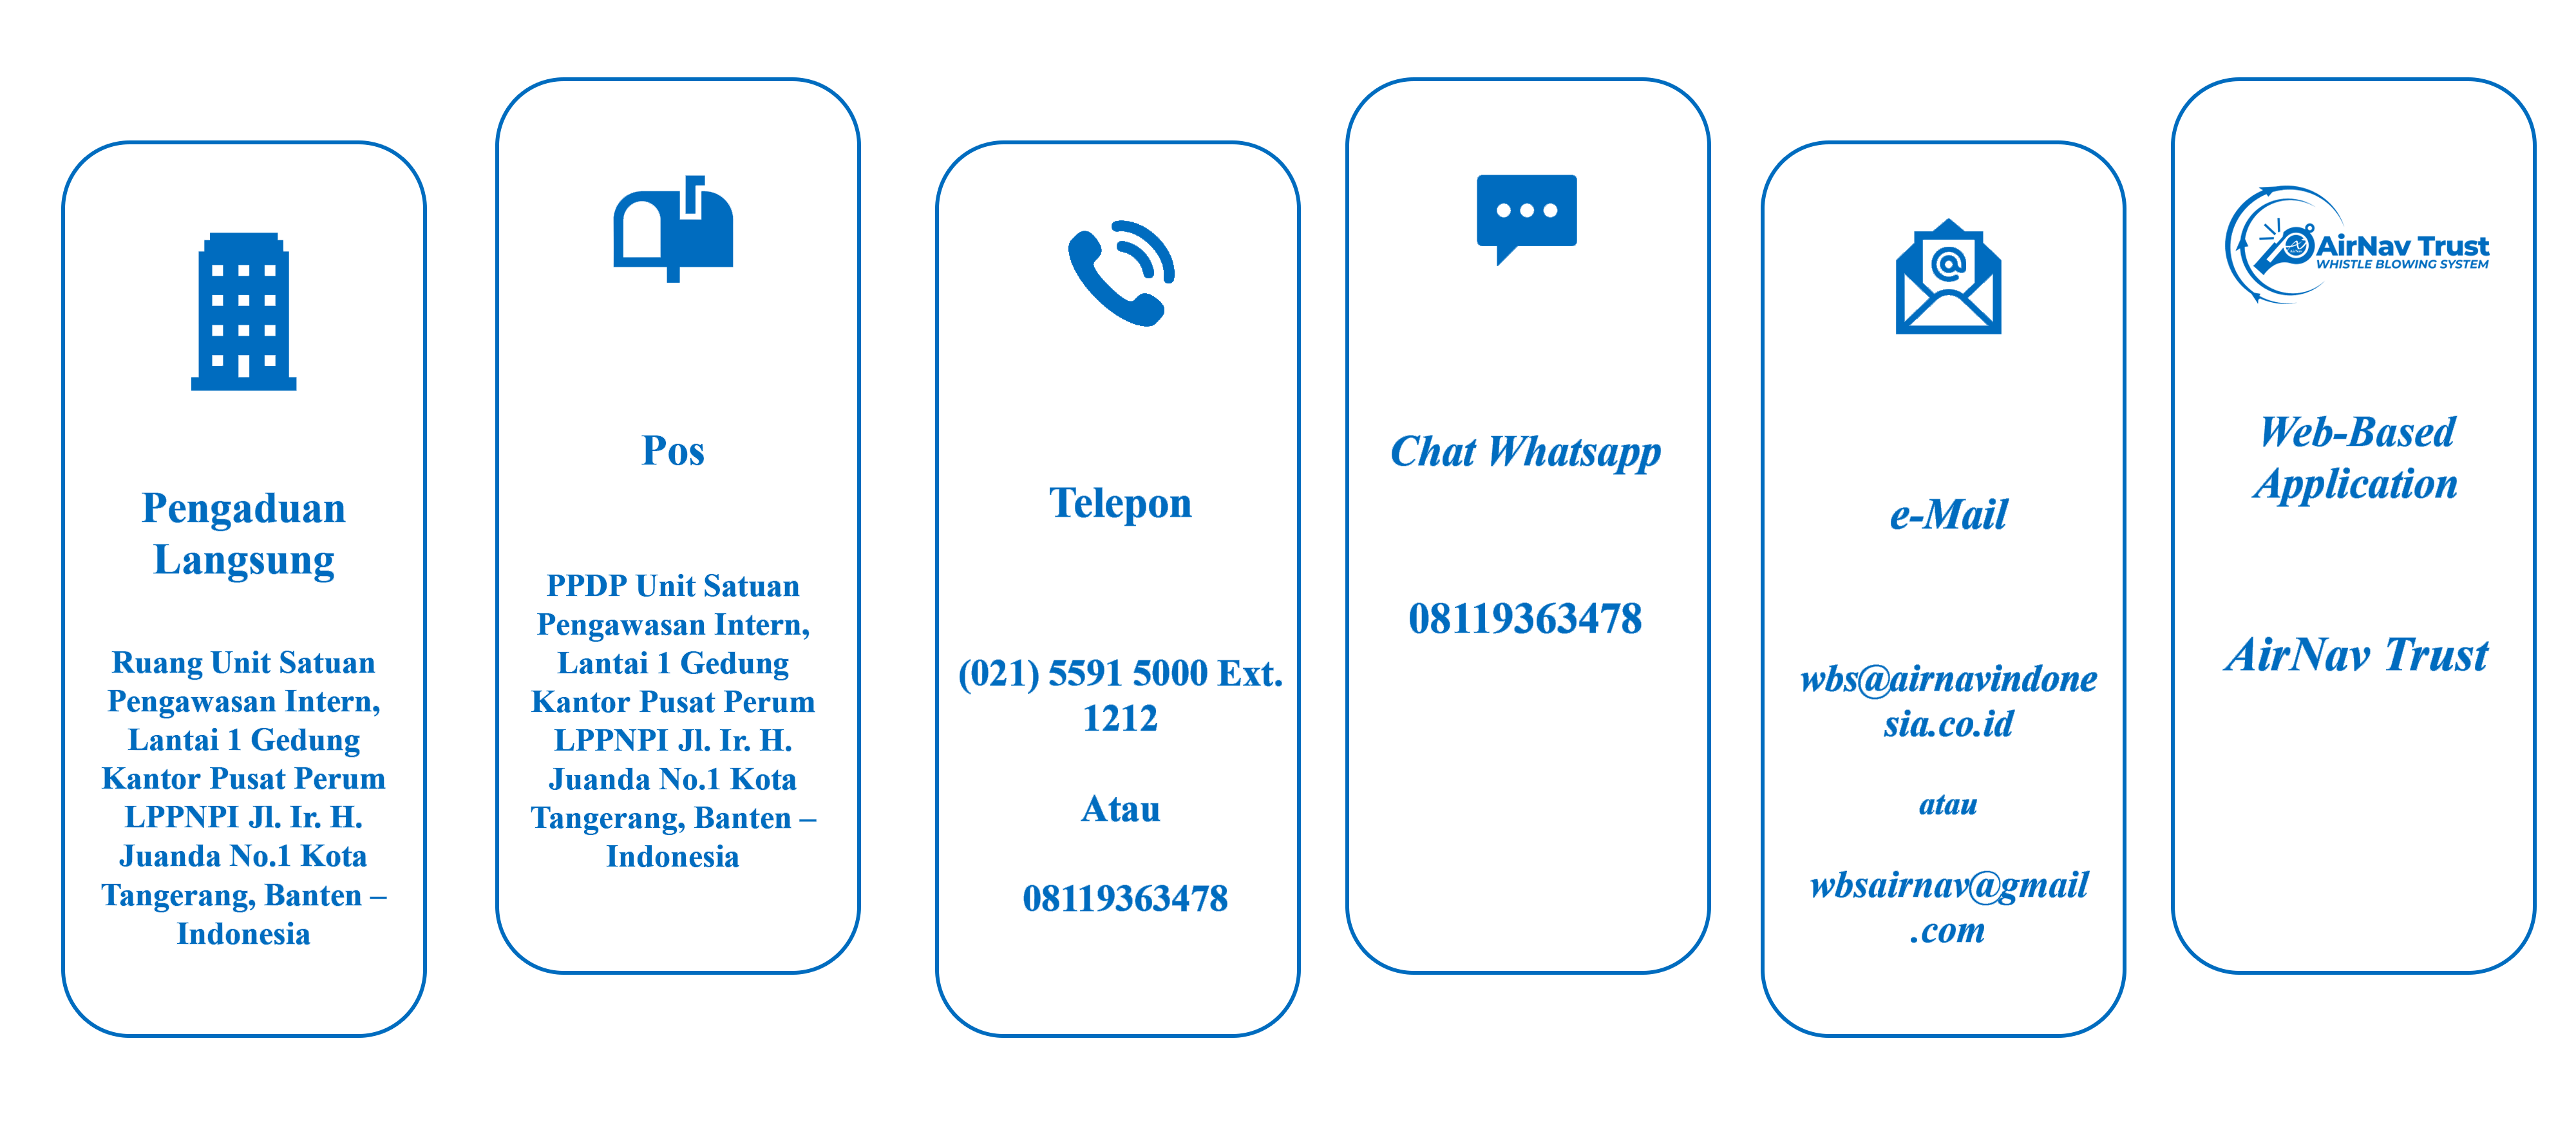 Pengaduan
Langsung
Ruang Unit Satuan
Pengawasan Intern,
Lantai 1 Gedung
Kantor Pusat Perum
LPPNPI Jl. Ir. H.
Juanda No.1 Kota
Tangerang, Banten –
Indonesia
Pos
PPDP Unit Satuan
Pengawasan Intern,
Lantai 1 Gedung
Kantor Pusat Perum
LPPNPI Jl. Ir. H.
Juanda No.1 Kota
Tangerang, Banten –
Indonesia
Telepon
(021) 5591 5000 Ext.
1212
Atau
08119363478
Chat Whatsapp
08119363478
@
e-Mail
wbs@airnavindone
sia.co.id
atau
wbsairnav@gmail
.com
AirNav Trust
WHISTLE BLOWING SYSTEM
Web-Based
Application
AirNav Trust